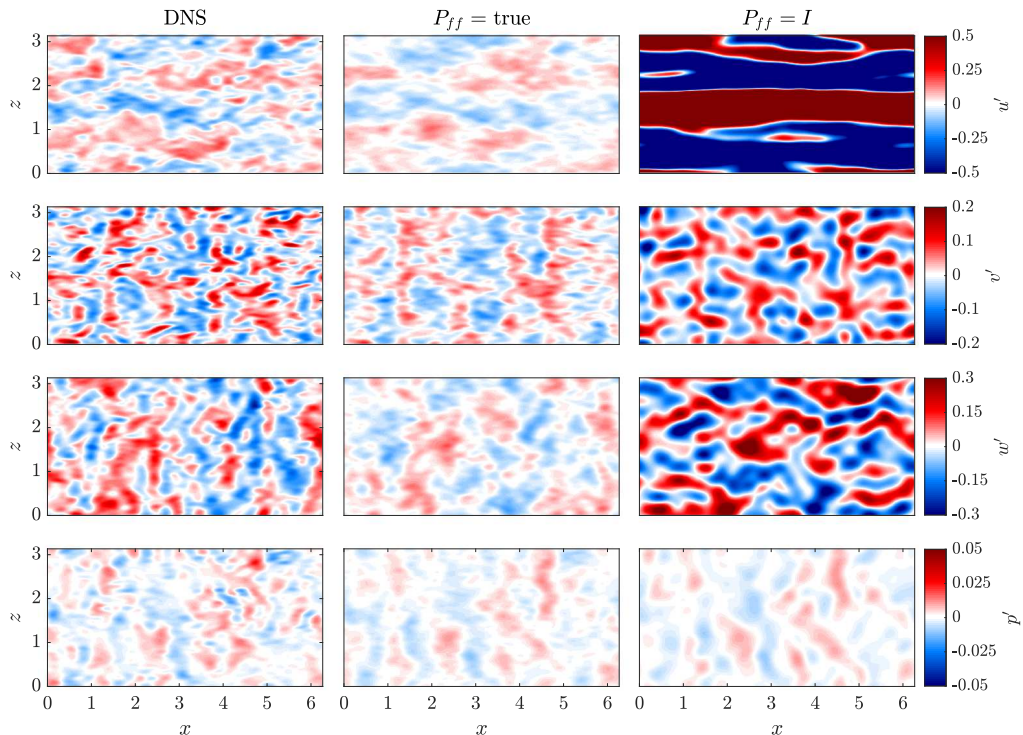 DNS
P_ff = true
P_ff = I
3
2
1
0
z
0.5
0.25
0
-0.25
-0.5
u′
3
2
1
0
z
0.2
0.1
0
-0.1
-0.2
v′
3
2
1
0
z
0.3
0.15
0
-0.15
-0.3
w′
3
2
1
0
z
0.05
0.025
0
-0.025
-0.05
p′
0 1 2 3 4 5 6
0 1 2 3 4 5 6
0 1 2 3 4 5 6
x
x
x